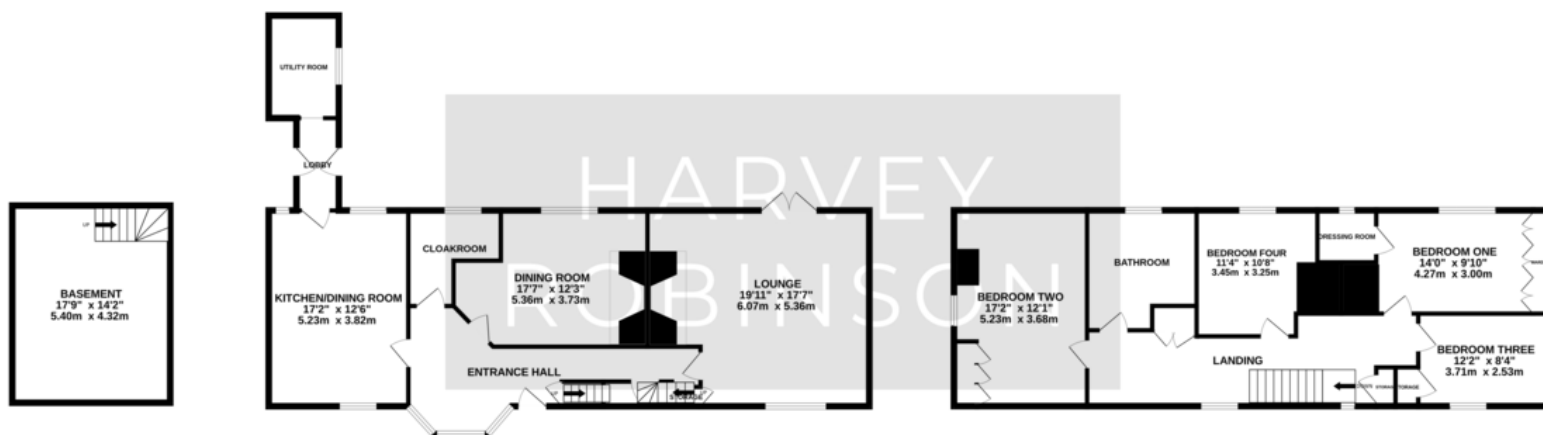 UTILITY ROOM
LOBBY
HARVEY
ROBINSON
UP
BASEMENT
17'9" x 14'2"
5.40m x 4.32m
KITCHEN/DINING ROOM
17'2" x 12'6"
5.23m x 3.82m
CLOAKROOM
DINING ROOM
17'7" x 12'3"
5.36m x 3.73m
LOUNGE
19'11" x 17'7"
6.07m x 5.36m
ENTRANCE HALL
UP
STORAGE
BEDROOM TWO
17'2" x 12'1"
5.23m x 3.68m
BATHROOM
BEDROOM FOUR
11'4" x 10'8"
3.45m x 3.25m
DRESSING ROOM
BEDROOM ONE
14'0" x 9'10"
4.27m x 3.00m
LANDING
BEDROOM THREE
12'2" x 8'4"
3.71m x 2.53m
DOWN
STORAGE